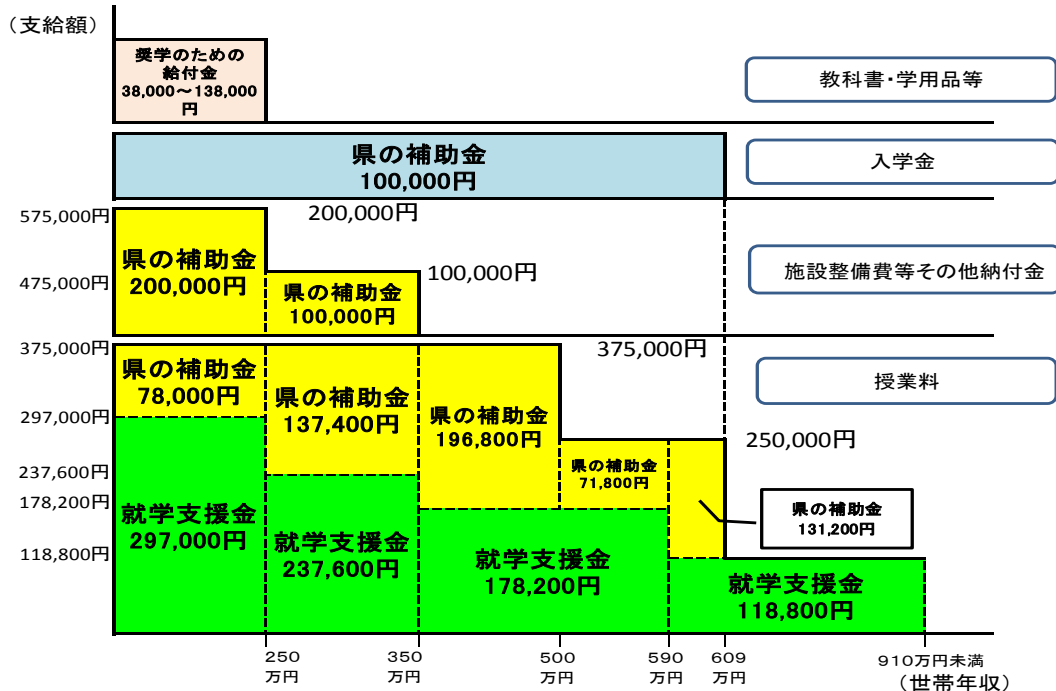 （支給額）
奨学のための
給付金
38,000～138,000
円
教科書・学用品等
県の補助金
100,000円
入学金
575,000円
200,000円
県の補助金
200,000円
475,000円
県の補助金
100,000円
100,000円
施設整備費等その他納付金
375,000円
375,000円
県の補助金
78,000円
県の補助金
137,400円
県の補助金
196,800円
授業料
297,000円
250,000円
237,600円
県の補助金
71,800円
178,200円
県の補助金
131,200円
就学支援金
297,000円
就学支援金
237,600円
就学支援金
178,200円
118,800円
就学支援金
118,800円
250
万円
350
万円
500
万円
590
万円
609
万円
910万円未満
（世帯年収）